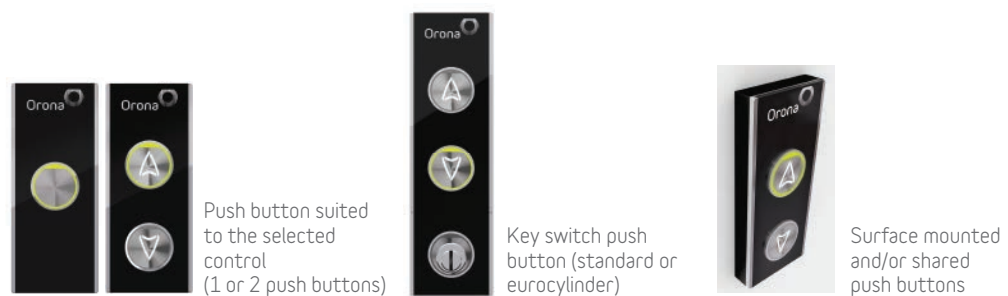 Orona
Orona
Push button suited
to the selected
control
(1 or 2 push buttons)
Orona
Key switch push
button (standard or
eurocylinder)
Orona
Surface mounted
and/or shared
push buttons